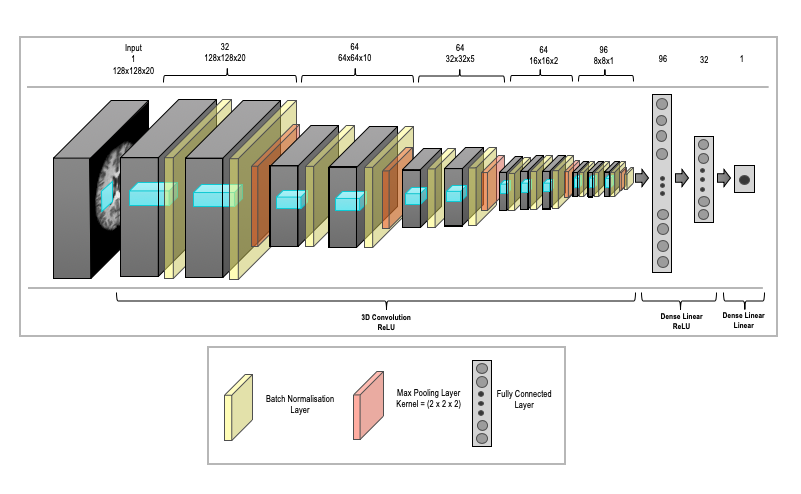 Input
1
128x128x20
32
128x128x20
64
64x64x10
64
32x32x5
64
16x16x2
96
8x8x1
96
32
1
3D Convolution
ReLU
Dense Linear
ReLU
Dense Linear
Linear
Batch Normalisation
Layer
Max Pooling Layer
Kernel = (2 x 2 x 2)
Fully Connected
Layer